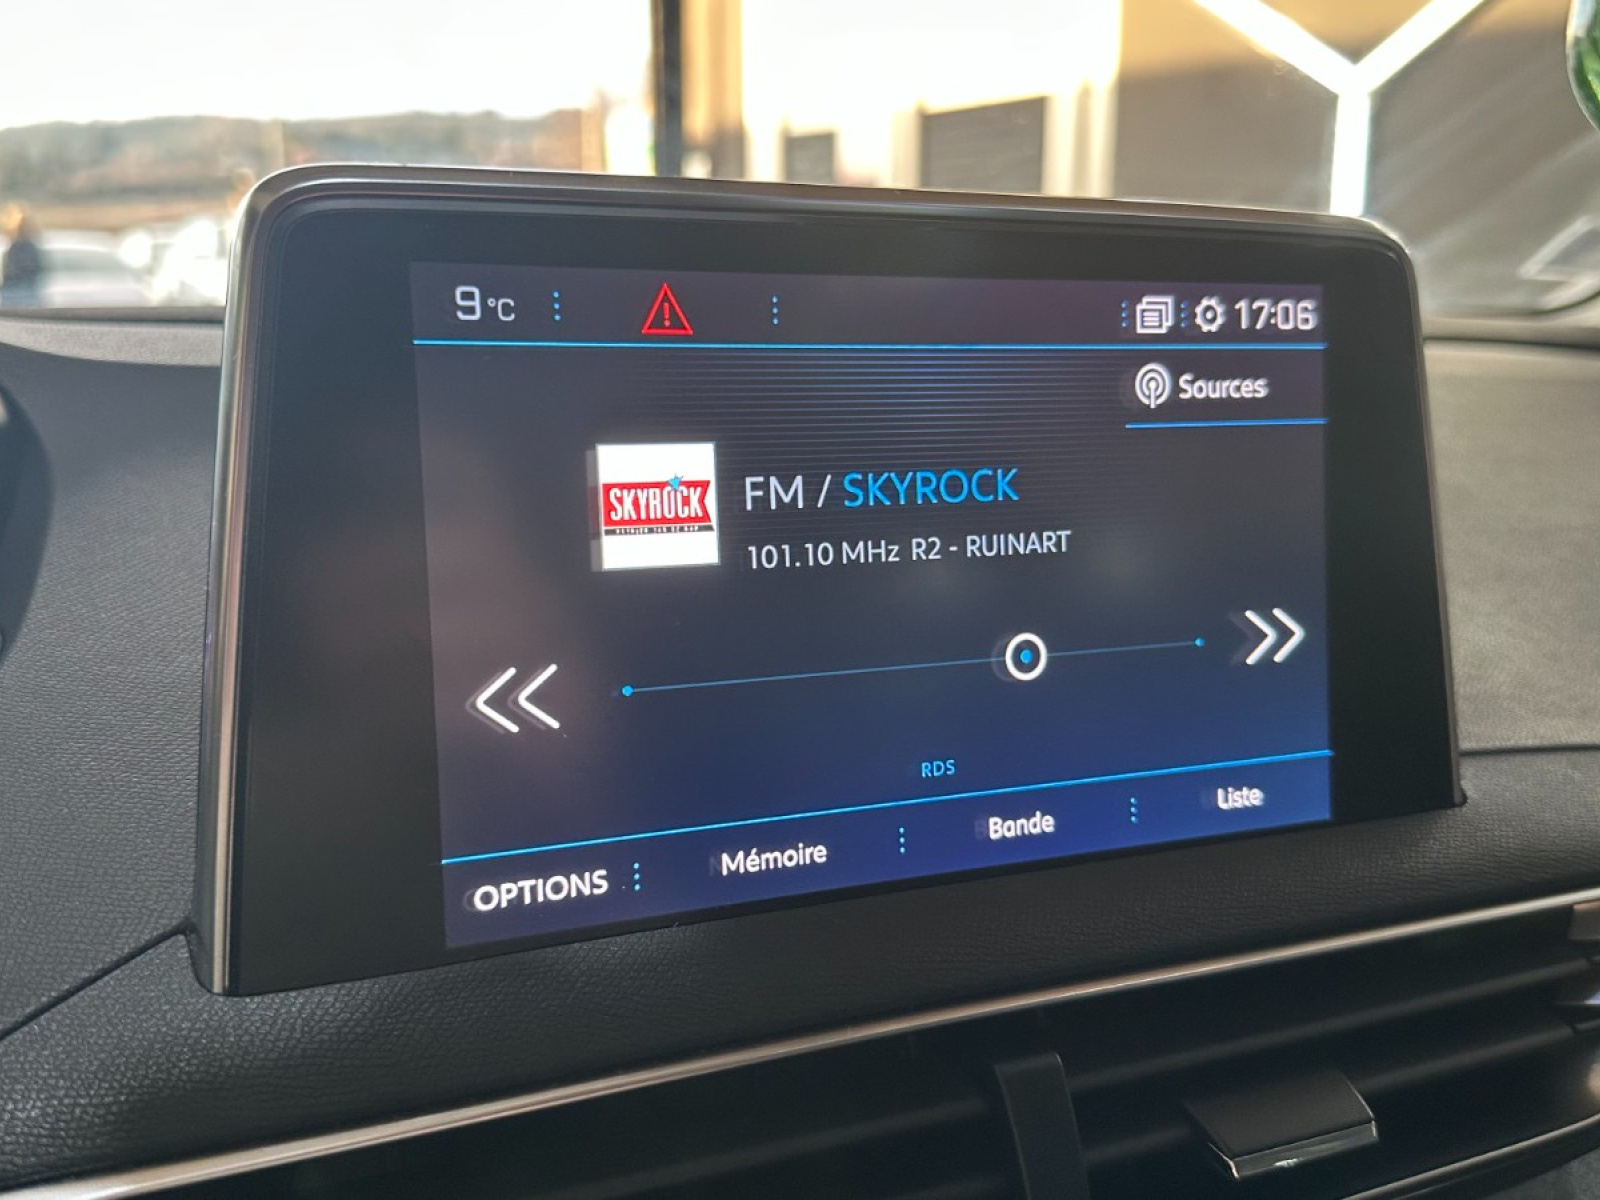 9°C
17:06
Sources
SKYROCK
FM / SKYROCK
101.10 MHz R2 - RUINART
RDS
OPTIONS
Mémoire
Bande
Liste